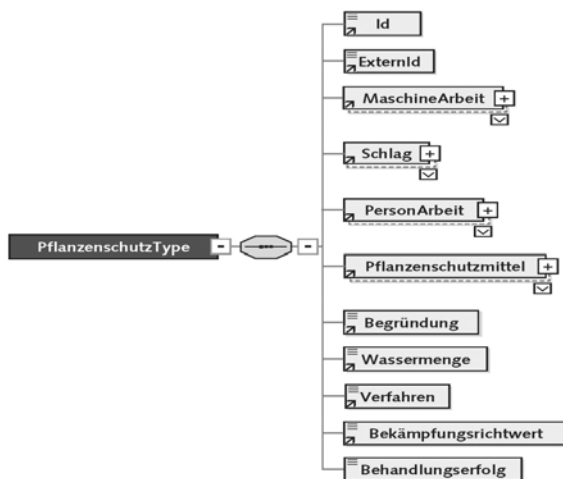 Id
ExternId
MaschineArbeit
Schlag
PersonArbeit
PflanzenschutzType
Pflanzenschutzmittel
Begründung
Wassermenge
Verfahren
Bekämpfungsrichtwert
Behandlungserfolg